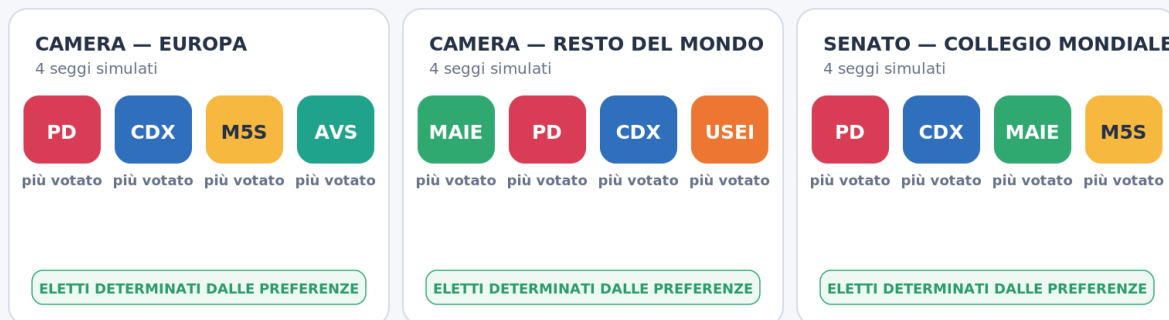 CAMERA — EUROPA
4 seggi simulati
PD CDX M5S AVS
più votato più votato più votato più votato
ELETTI DETERMINATI DALLE PREFERENZE
CAMERA — RESTO DEL MONDO
4 seggi simulati
MAIE PD CDX USEI
più votato più votato più votato più votato
ELETTI DETERMINATI DALLE PREFERENZE
SENATO — COLLEGIO MONDIALE
4 seggi simulati
PD CDX MAIE M5S
più votato più votato più votato più votato
ELETTI DETERMINATI DALLE PREFERENZE